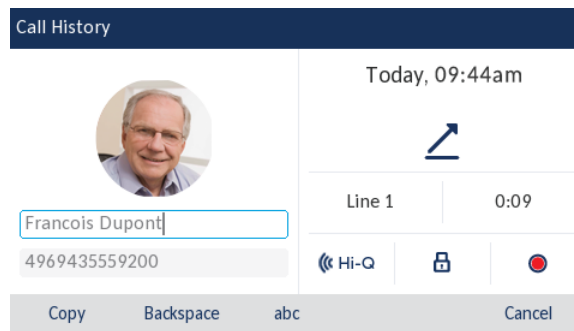 Call History
Today, 09:44am
Line 1 0:09
Francois Dupont
4969435559200
Hi-Q
Copy Backspace abc Cancel